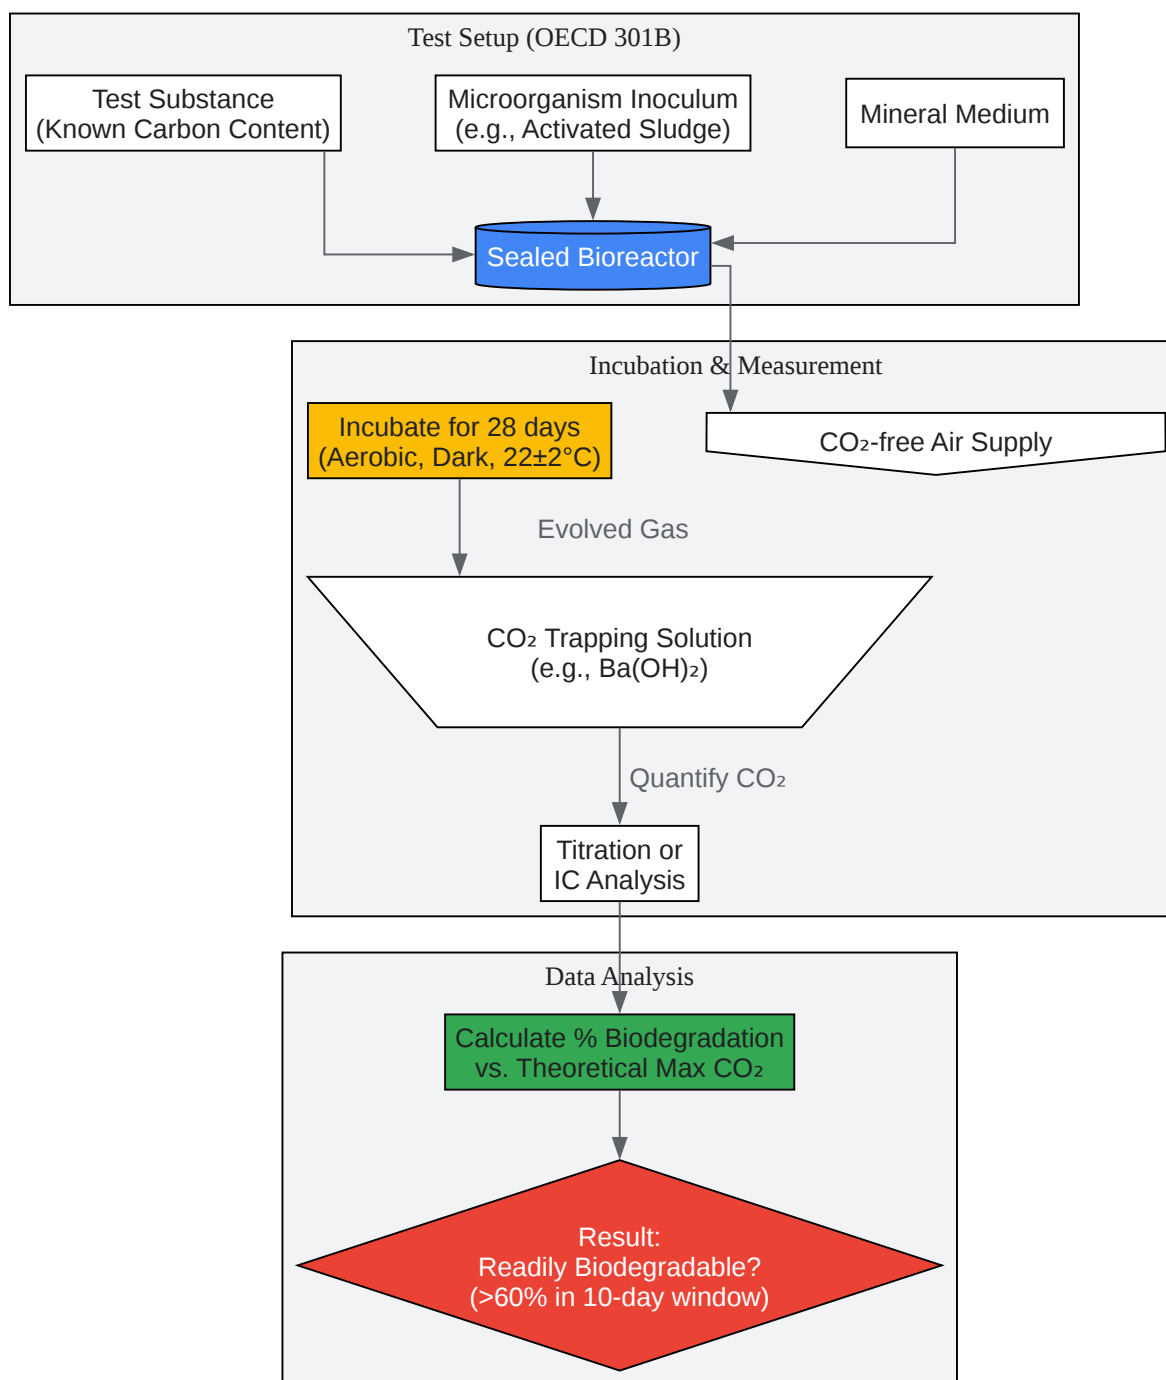 Test Setup (OECD 301B)
Test Substance
(Known Carbon Content)
Microorganism Inoculum
(e.g., Activated Sludge)
Mineral Medium
Sealed Bioreactor
Incubation & Measurement
Incubate for 28 days
(Aerobic, Dark, 22±2°C)
CO₂-free Air Supply
Evolved Gas
CO₂ Trapping Solution
(e.g., Ba(OH)₂)
Quantify CO₂
Titration or
IC Analysis
Data Analysis
Calculate % Biodegradation
vs. Theoretical Max CO₂
Result:
Readily Biodegradable?
(>60% in 10-day window)